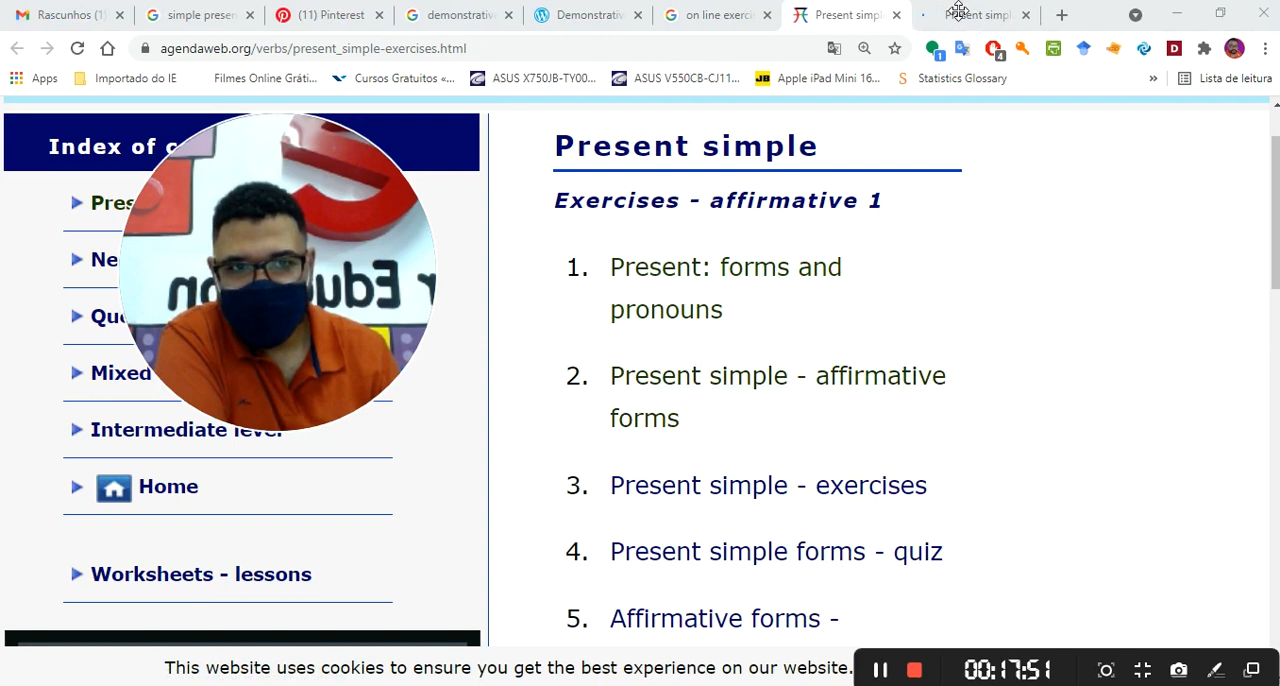 Rascunhos (1)
simple presen
(11) Pinterest
demonstrative
Demonstrativ
on line exerci
Present simpl
Present simpl
agendaweb.org/verbs/present_simple-exercises.html
1
4
D
Apps
Importado do IE
Filmes Online Gráti...
Cursos Gratuitos «...
ASUS X750JB-TY00...
ASUS V550CB-CJ11...
JB
Apple iPad Mini 16...
S
Statistics Glossary
»
Lista de leitura
Index of c
Pres
Ne
Que
Mixed
Intermediate level
Home
Worksheets - lessons
Present simple
Exercises - affirmative 1
1. Present: forms and
pronouns
2. Present simple - affirmative
forms
3. Present simple - exercises
4. Present simple forms - quiz
5. Affirmative forms -
This website uses cookies to ensure you get the best experience on our website.
00:17:51